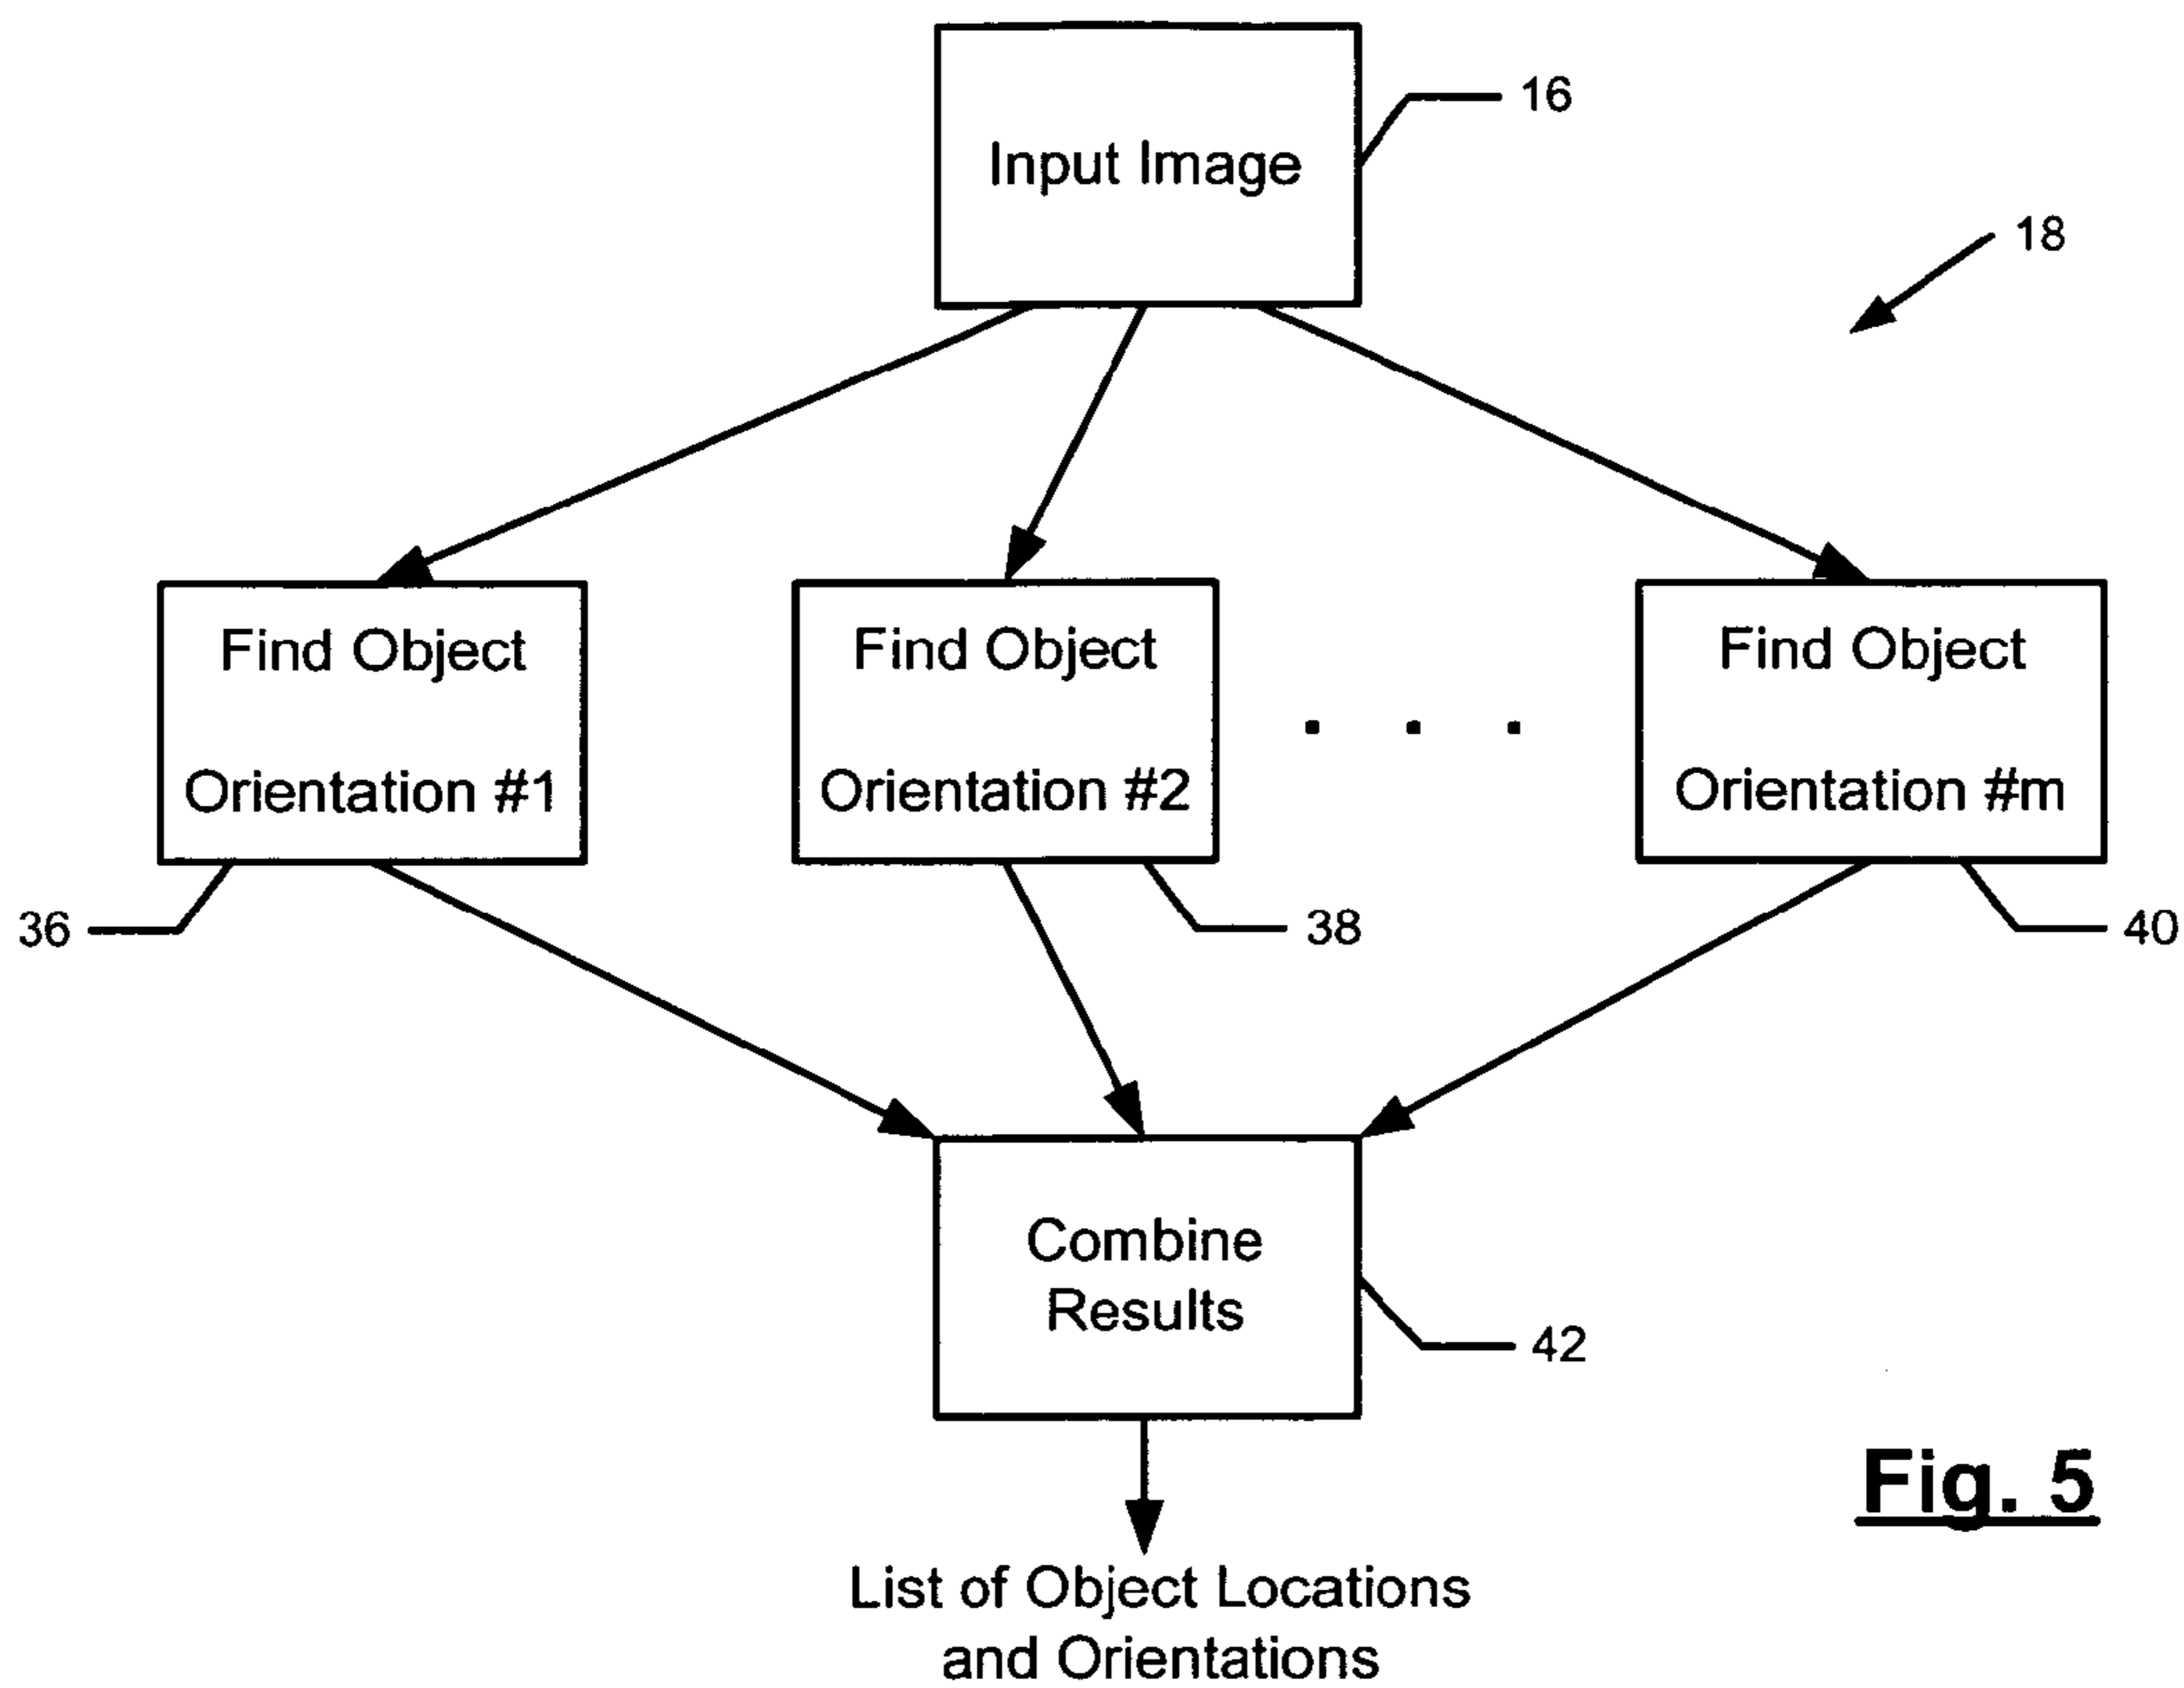 Input Image
16
18
Find Object
Orientation #1
Find Object
Orientation #2
. . .
Find Object
Orientation #m
36
38
40
Combine
Results
42
List of Object Locations
and Orientations
Fig. 5